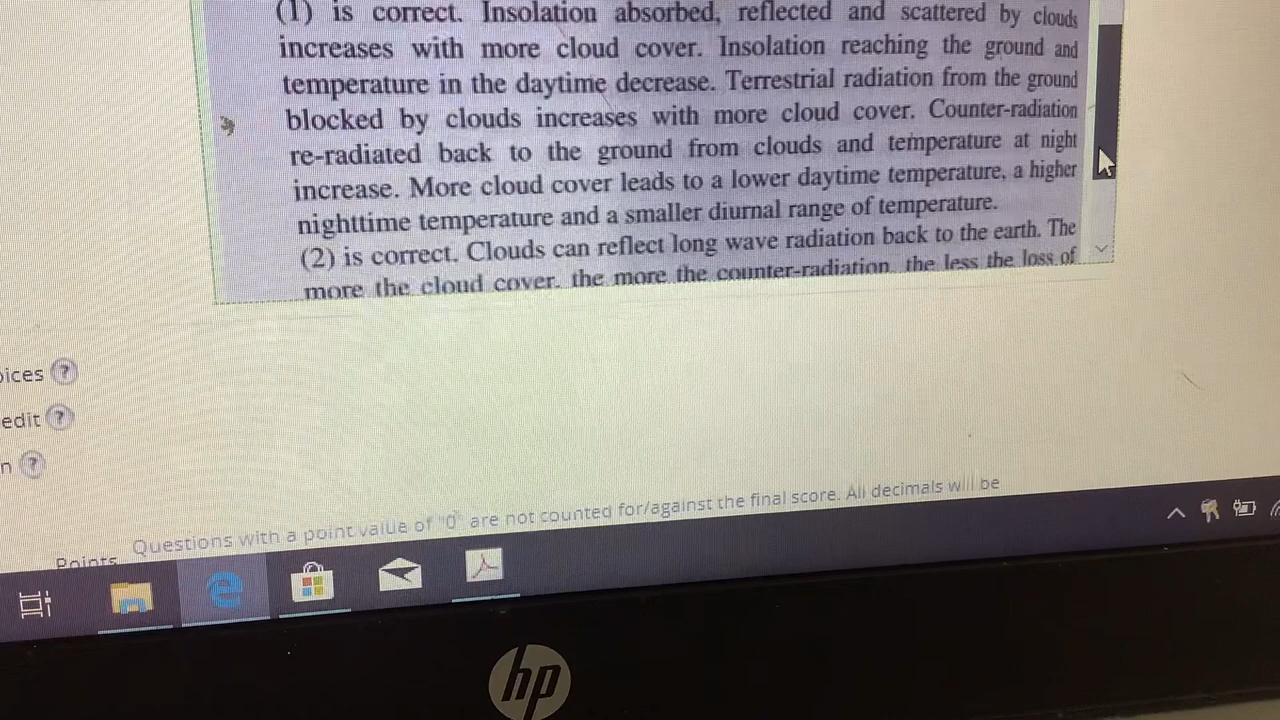 (1) is correct. Insolation absorbed, reflected and scattered by clouds
increases with more cloud cover. Insolation reaching the ground and
temperature in the daytime decrease. Terrestrial radiation from the ground
blocked by clouds increases with more cloud cover. Counter-radiation
re-radiated back to the ground from clouds and temperature at night
increase. More cloud cover leads to a lower daytime temperature, a higher
nighttime temperature and a smaller diurnal range of temperature.
(2) is correct. Clouds can reflect long wave radiation back to the earth. The
more the cloud cover, the more the counter-radiation, the less the loss of
oices ?
edit ?
n ?
Points
Questions with a point value of "0" are not counted for/against the final score. All decimals will be
hp